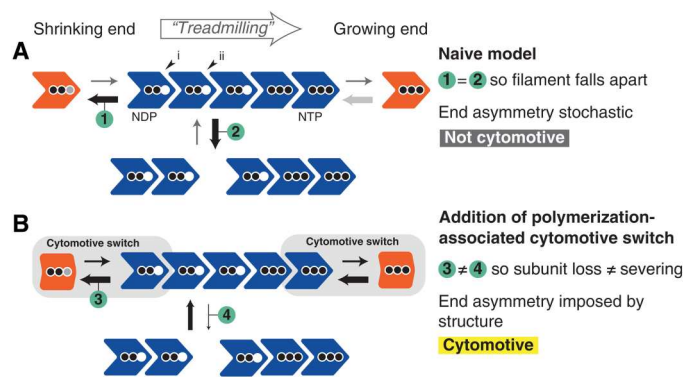 Shrinking end
"Treadmilling"
Growing end
A
i
ii
1
NDP
NTP
2
Naive model
1 = 2 so filament falls apart
End asymmetry stochastic
Not cytomotive
B
Cytomotive switch
Cytomotive switch
3
4
Addition of polymerization-
associated cytomotive switch
3 ≠ 4 so subunit loss ≠ severing
End asymmetry imposed by
structure
Cytomotive